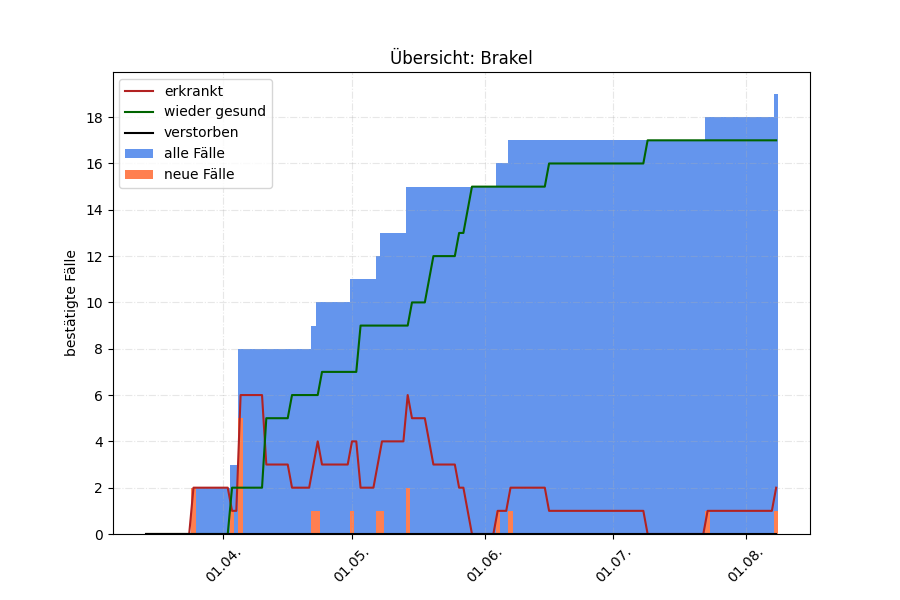 Übersicht: Brakel
erkrankt
wieder gesund
verstorben
alle Fälle
neue Fälle
bestätigte Fälle
18
16
14
12
10
8
6
4
2
0
01.04.
01.05.
01.06.
01.07.
01.08.